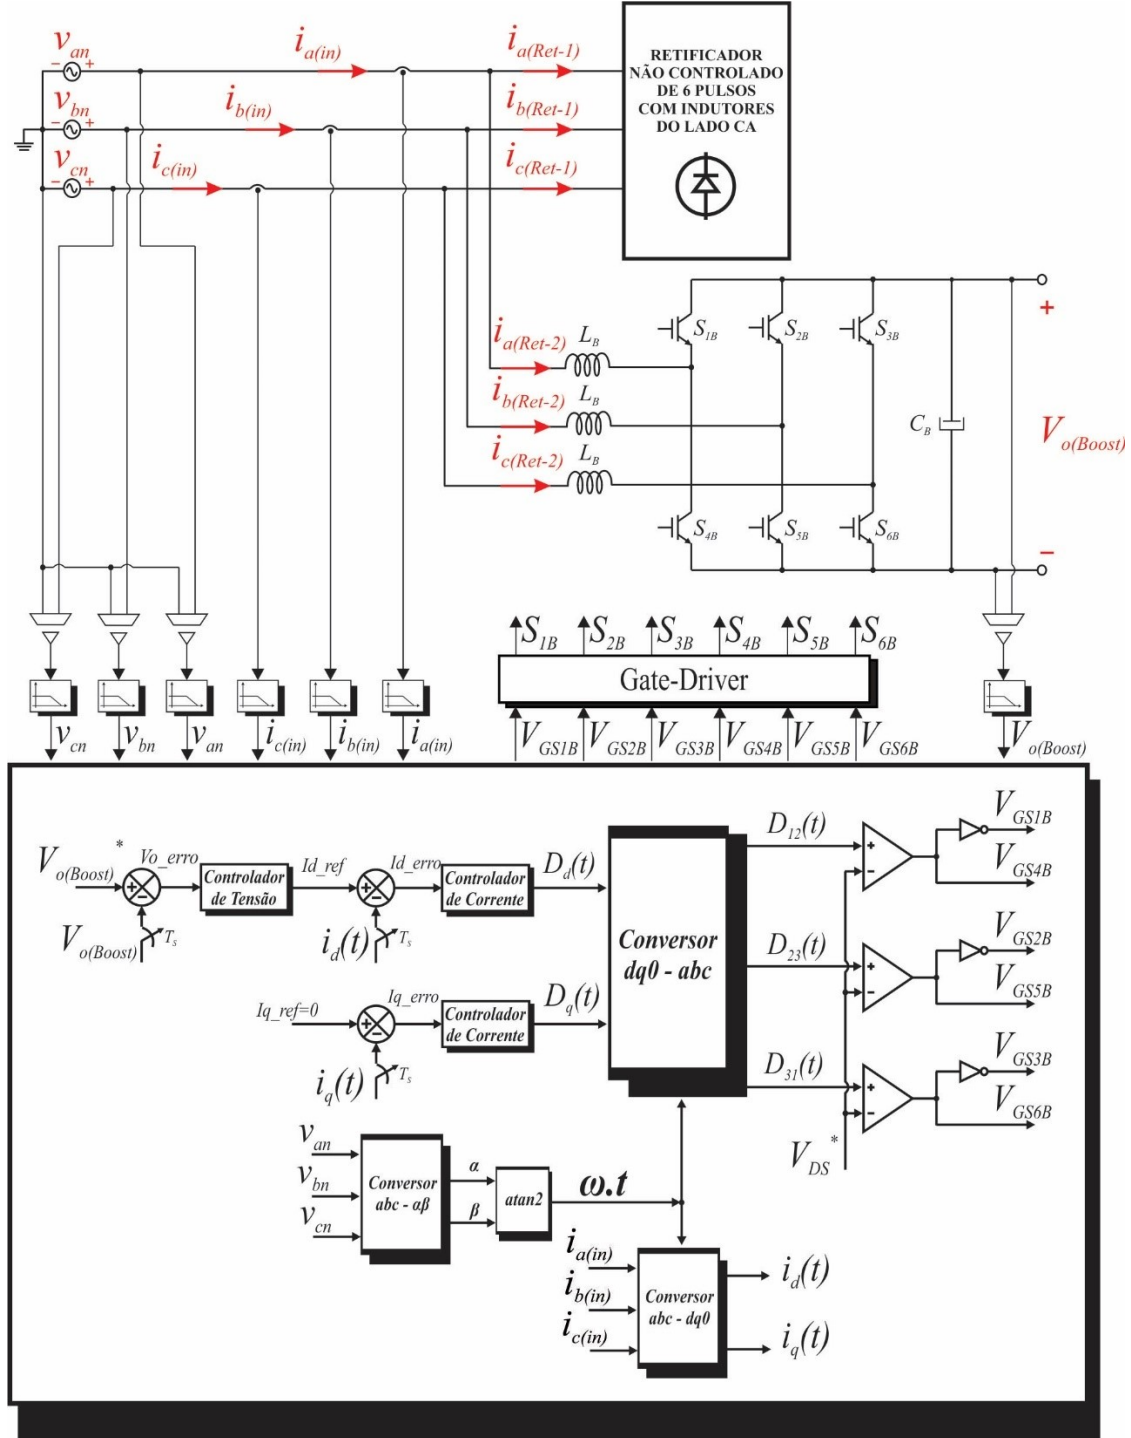 v_an
− +
i_a(in)
i_a(Ret-1)
RETIFICADOR
NÃO CONTROLADO
DE 6 PULSOS
COM INDUTORES
DO LADO CA
v_bn
− +
i_b(in)
i_b(Ret-1)
v_cn
− +
i_c(in)
i_c(Ret-1)
S_1B
S_2B
S_3B
+
i_a(Ret-2)
L_B
i_b(Ret-2)
L_B
C_B
V_o(Boost)
i_c(Ret-2)
L_B
S_4B
S_5B
S_6B
−
S_1B S_2B S_3B S_4B S_5B S_6B
Gate-Driver
v_cn v_bn v_an i_c(in) i_b(in) i_a(in)
V_GS1B V_GS2B V_GS3B V_GS4B V_GS5B V_GS6B
V_o(Boost)
V_o(Boost)*
+
−
Vo_erro
Controlador
de Tensão
Id_ref
+
−
Id_erro
Controlador
de Corrente
D_d(t)
V_o(Boost)
T_s
i_d(t)
T_s
Iq_ref=0
+
−
Iq_erro
Controlador
de Corrente
D_q(t)
i_q(t)
T_s
Conversor
dq0 - abc
D_12(t)
+
−
V_GS1B
V_GS4B
D_23(t)
+
−
V_GS2B
V_GS5B
D_31(t)
+
−
V_GS3B
V_GS6B
V_DS*
v_an
v_bn
v_cn
Conversor
abc - αβ
α
β
atan2
ω.t
i_a(in)
i_b(in)
i_c(in)
Conversor
abc - dq0
i_d(t)
i_q(t)